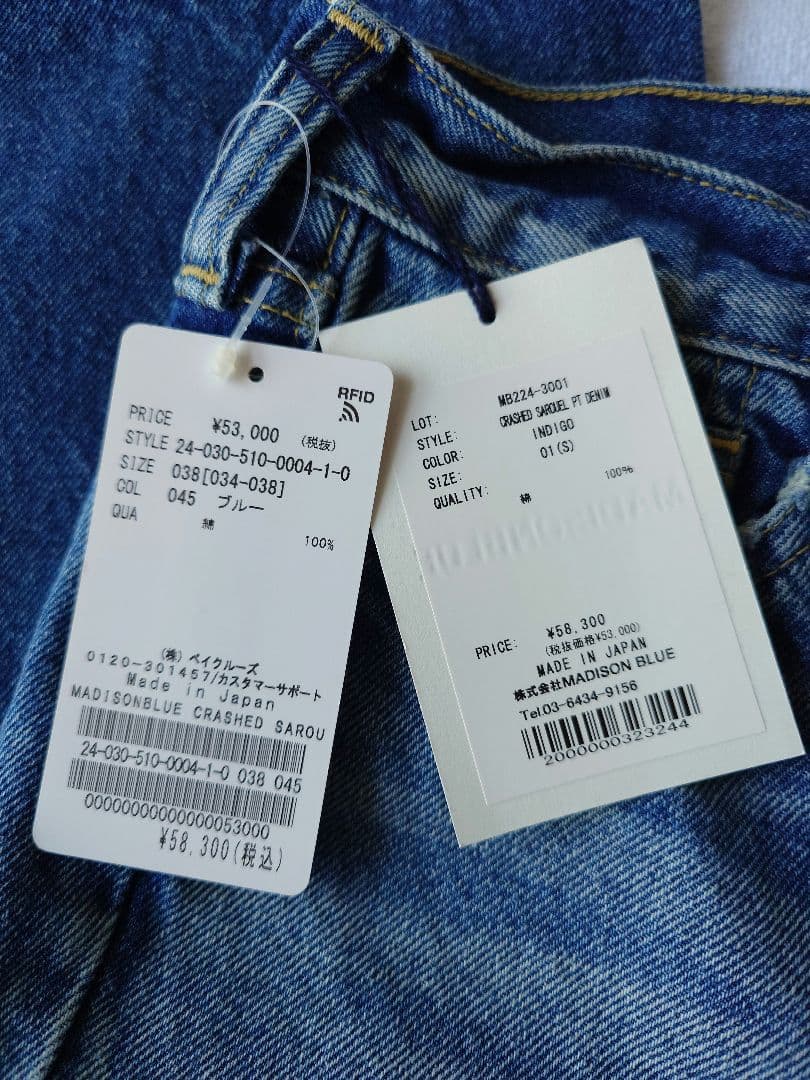 RFID
PRICE ¥53,000 (税抜)
STYLE 24-030-510-0004-1-0
SIZE 038[034-038]
COL 045 ブルー
QUA 綿 100%
(株) ベイクルーズ
0120-301457/カスタマーサポート
Made in Japan
MADISONBLUE CRASHED SAROU
24-030-510-0004-1-0 038 045
00000000000000053000
¥58,300(税込)
LOT: MB224-3001
STYLE: CRASHED SAROUEL PT DENIM
COLOR: INDIGO
SIZE: 01(S)
QUALITY: 綿 100%
PRICE: ¥58,300
(税抜価格¥53,000)
MADE IN JAPAN
株式会社MADISON BLUE
Tel.03-6434-9156
2000000323244